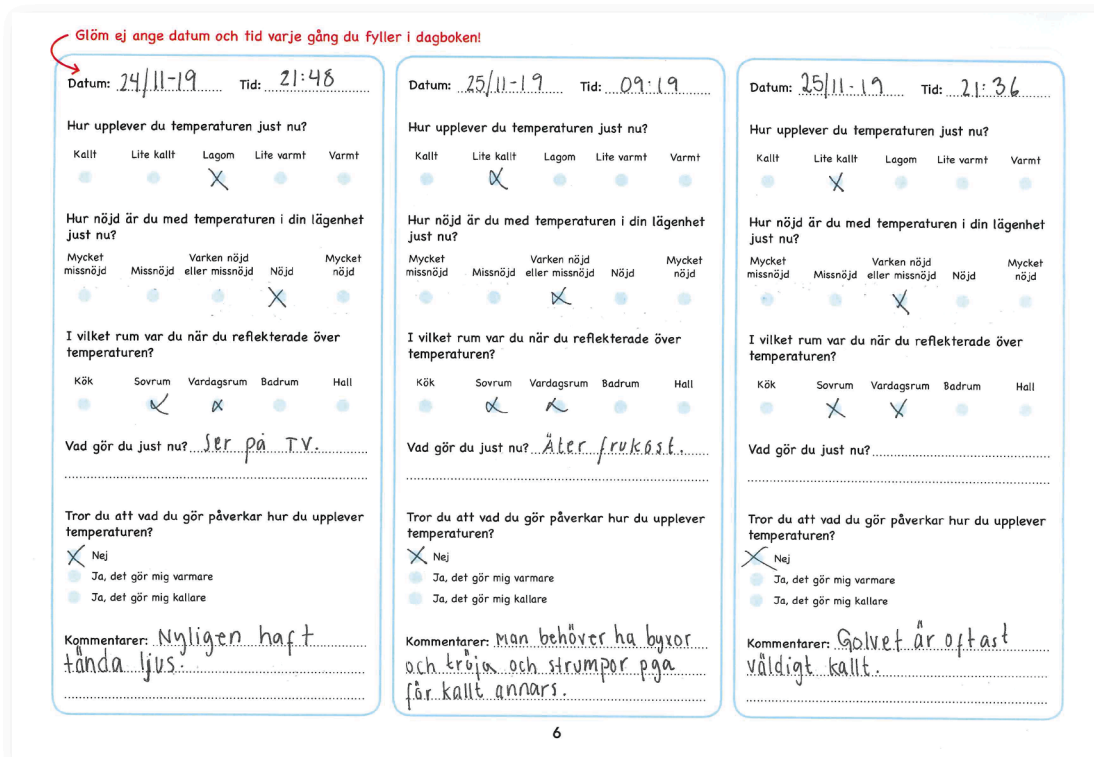 Glöm ej ange datum och tid varje gång du fyller i dagboken!
Datum: 24/11-19 Tid: 21:48
Hur upplever du temperaturen just nu?
Kallt Lite kallt Lagom Lite varmt Varmt
Hur nöjd är du med temperaturen i din lägenhet
just nu?
Mycket missnöjd Missnöjd Varken nöjd eller missnöjd Nöjd Mycket nöjd
I vilket rum var du när du reflekterade över
temperaturen?
Kök Sovrum Vardagsrum Badrum Hall
Vad gör du just nu? Ser på TV.
Tror du att vad du gör påverkar hur du upplever
temperaturen?
Nej
Ja, det gör mig varmare
Ja, det gör mig kallare
Kommentarer: Nyligen haft
tända ljus.
Datum: 25/11-19 Tid: 09:19
Hur upplever du temperaturen just nu?
Kallt Lite kallt Lagom Lite varmt Varmt
Hur nöjd är du med temperaturen i din lägenhet
just nu?
Mycket missnöjd Missnöjd Varken nöjd eller missnöjd Nöjd Mycket nöjd
I vilket rum var du när du reflekterade över
temperaturen?
Kök Sovrum Vardagsrum Badrum Hall
Vad gör du just nu? Äter frukost.
Tror du att vad du gör påverkar hur du upplever
temperaturen?
Nej
Ja, det gör mig varmare
Ja, det gör mig kallare
Kommentarer: Man behöver ha byxor
och tröja och strumpor pga
för kallt annars.
Datum: 25/11-19 Tid: 21:36
Hur upplever du temperaturen just nu?
Kallt Lite kallt Lagom Lite varmt Varmt
Hur nöjd är du med temperaturen i din lägenhet
just nu?
Mycket missnöjd Missnöjd Varken nöjd eller missnöjd Nöjd Mycket nöjd
I vilket rum var du när du reflekterade över
temperaturen?
Kök Sovrum Vardagsrum Badrum Hall
Vad gör du just nu?
Tror du att vad du gör påverkar hur du upplever
temperaturen?
Nej
Ja, det gör mig varmare
Ja, det gör mig kallare
Kommentarer: Golvet är oftast
väldigt kallt.
6